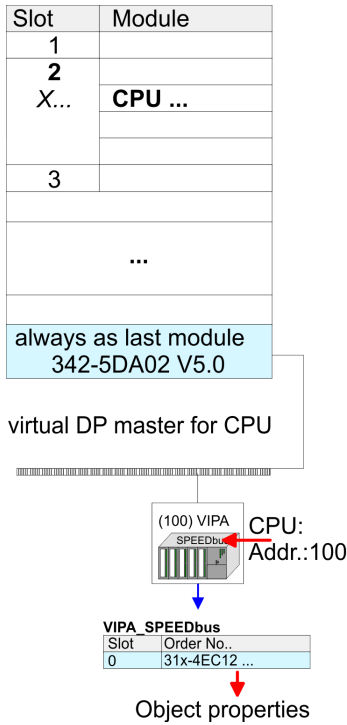 Slot Module
1
2
X... CPU ...
3
...
always as last module
342-5DA02 V5.0
virtual DP master for CPU
(100) VIPA
SPEEDbus
CPU:
Addr.:100
VIPA_SPEEDbus
Slot Order No..
0 31x-4EC12 ...
Object properties